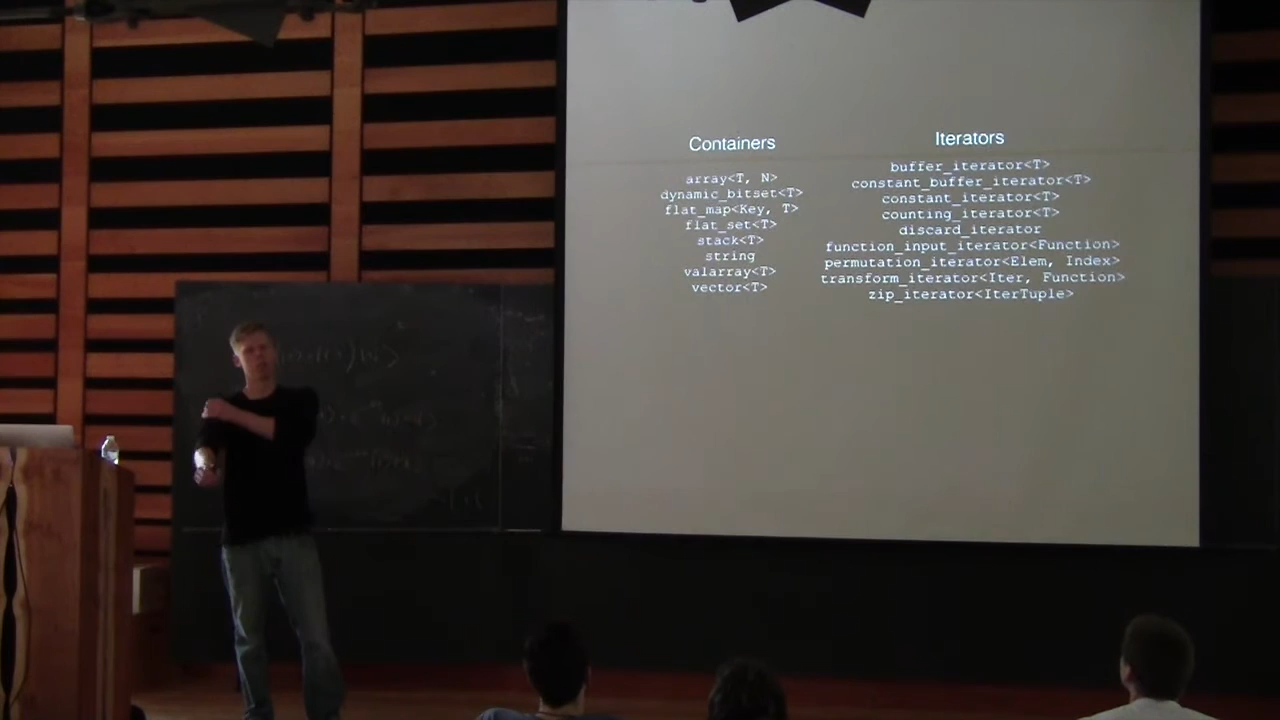 Containers
array<T, N>
dynamic_bitset<T>
flat_map<Key, T>
flat_set<T>
stack<T>
string
valarray<T>
vector<T>
Iterators
buffer_iterator<T>
constant_buffer_iterator<T>
constant_iterator<T>
counting_iterator<T>
discard_iterator
function_input_iterator<Function>
permutation_iterator<Elem, Index>
transform_iterator<Iter, Function>
zip_iterator<IterTuple>